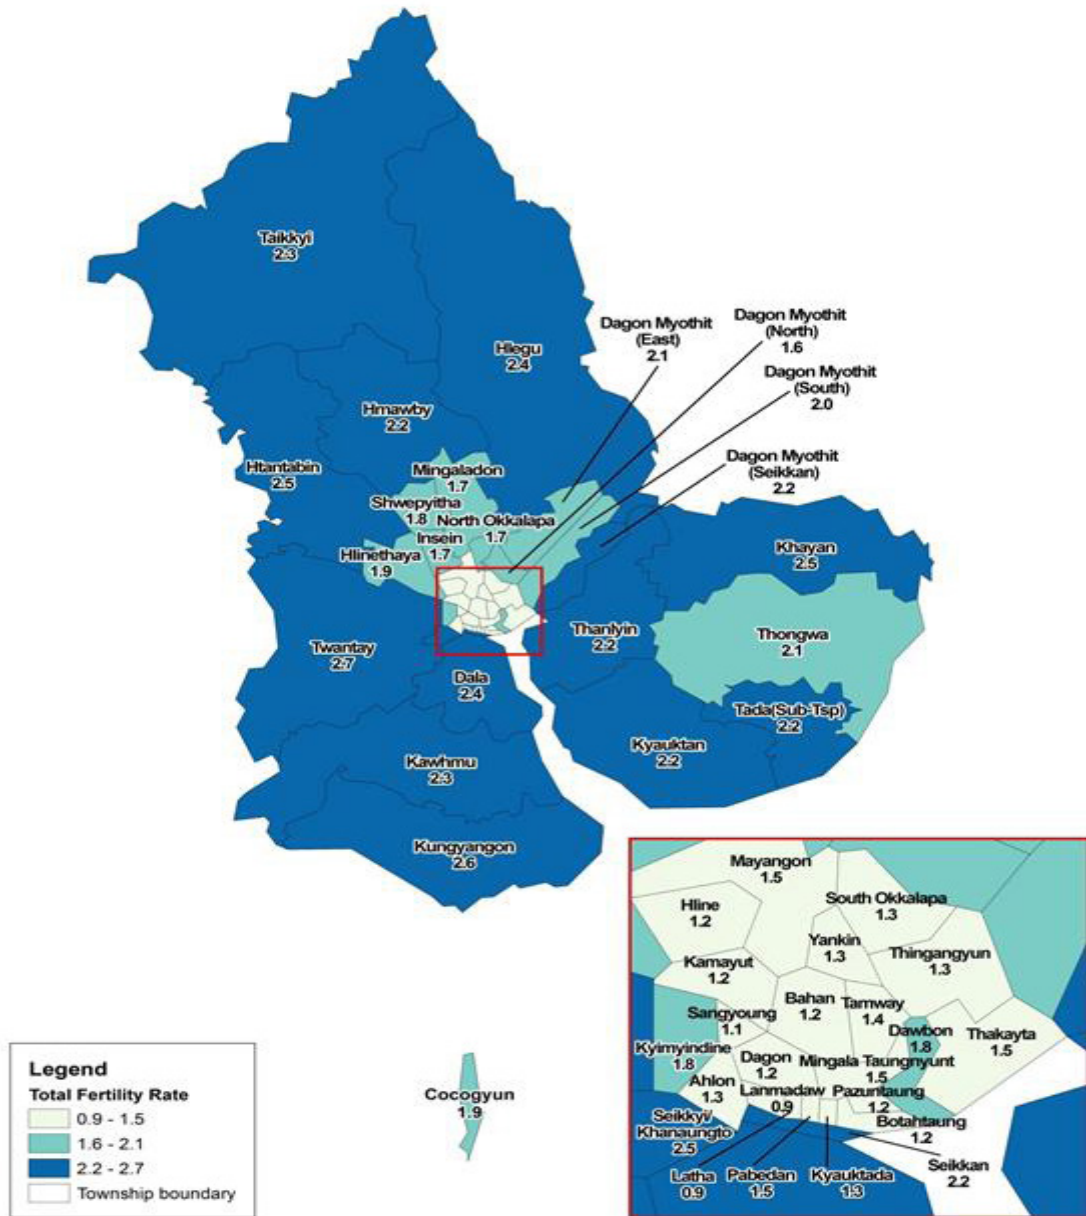 Taikkyi
2.3
Hlegu
2.4
Dagon Myothit
(East)
2.1
Dagon Myothit
(North)
1.6
Dagon Myothit
(South)
2.0
Hmawby
2.2
Htantabin
2.5
Mingaladon
1.7
Dagon Myothit
(Seikkan)
2.2
Shwepyitha
1.8
North Okkalapa
1.7
Insein
1.7
Hlinethaya
1.9
Khayan
2.5
Twantay
2.7
Thanlyin
2.2
Thongwa
2.1
Dala
2.4
Tada(Sub-Tsp)
2.2
Kyauktan
2.2
Kawhmu
2.3
Kungyangon
2.6
Cocogyun
1.9
Legend
Total Fertility Rate
0.9 - 1.5
1.6 - 2.1
2.2 - 2.7
Township boundary
Mayangon
1.5
Hline
1.2
South Okkalapa
1.3
Yankin
1.3
Thingangyun
1.3
Kamayut
1.2
Bahan
1.2
Tamway
1.4
Sangyoung
1.1
Dawbon
1.8
Thakayta
1.5
Kyimyindine
1.8
Dagon
1.2
Mingala Taungnyunt
1.5
Ahlon
1.3
Lanmadaw
0.9
Pazuntaung
1.2
Botahtaung
1.2
Seikkyi/
Khanaungto
2.5
Latha
0.9
Pabedan
1.5
Kyauktada
1.3
Seikkan
2.2